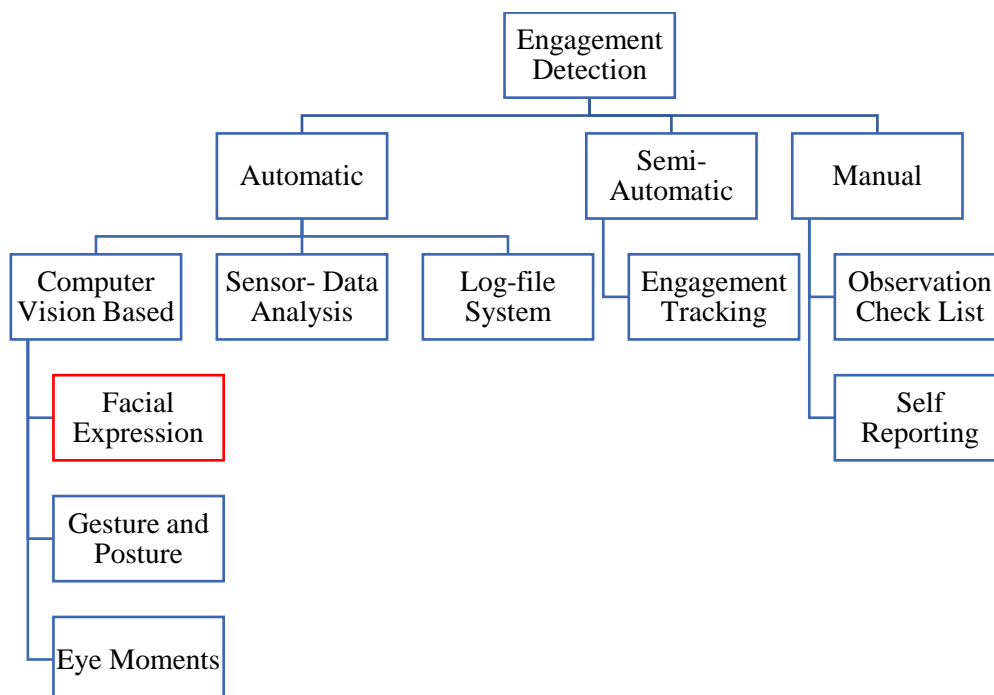 Engagement
Detection
Automatic
Semi-
Automatic
Manual
Computer
Vision Based
Sensor- Data
Analysis
Log-file
System
Engagement
Tracking
Observation
Check List
Facial
Expression
Self
Reporting
Gesture and
Posture
Eye Moments